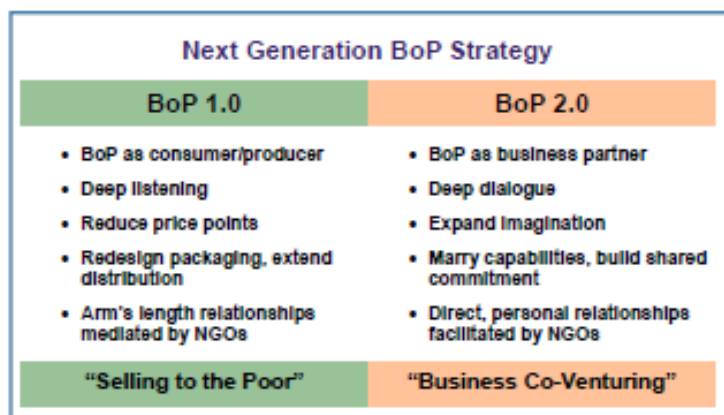 Next Generation BoP Strategy
BoP 1.0
• BoP as consumer/producer
• Deep listening
• Reduce price points
• Redesign packaging, extend
distribution
• Arm's length relationships
mediated by NGOs
"Selling to the Poor"
BoP 2.0
• BoP as business partner
• Deep dialogue
• Expand imagination
• Marry capabilities, build shared
commitment
• Direct, personal relationships
facilitated by NGOs
"Business Co-Venturing"